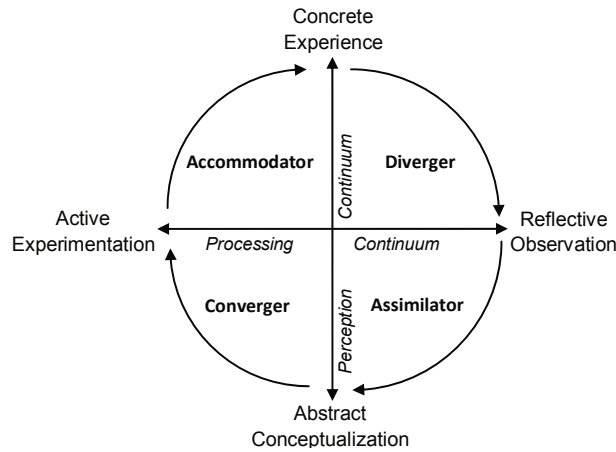 Concrete
Experience
Accommodator
Continuum
Diverger
Active
Experimentation
Processing
Continuum
Reflective
Observation
Converger
Perception
Assimilator
Abstract
Conceptualization